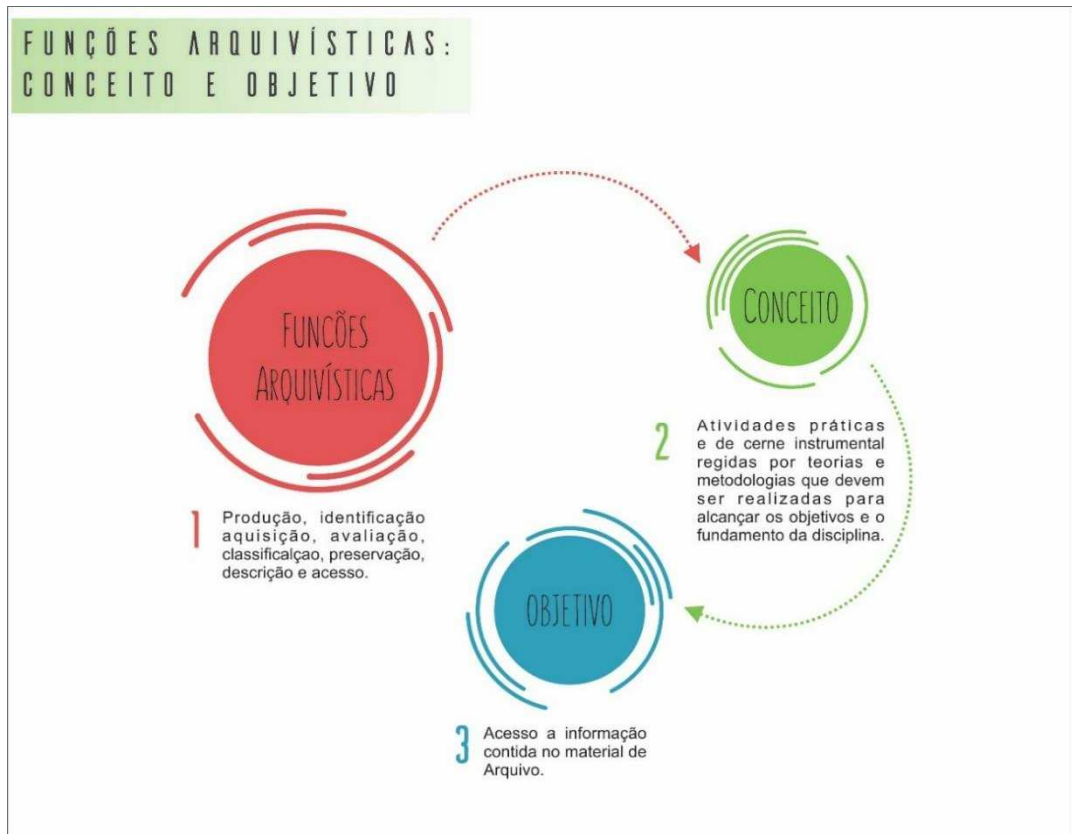 FUNÇÕES ARQUIVÍSTICAS:
CONCEITO E OBJETIVO
FUNCÕES
ARQUIVÍSTICAS
1
Produção, identificação
aquisição, avaliação,
classificalçao, preservação,
descrição e acesso.
CONCEITO
2
Atividades práticas
e de cerne instrumental
regidas por teorias e
metodologias que devem
ser realizadas para
alcançar os objetivos e o
fundamento da disciplina.
OBJETIVO
3
Acesso a informação
contida no material de
Arquivo.